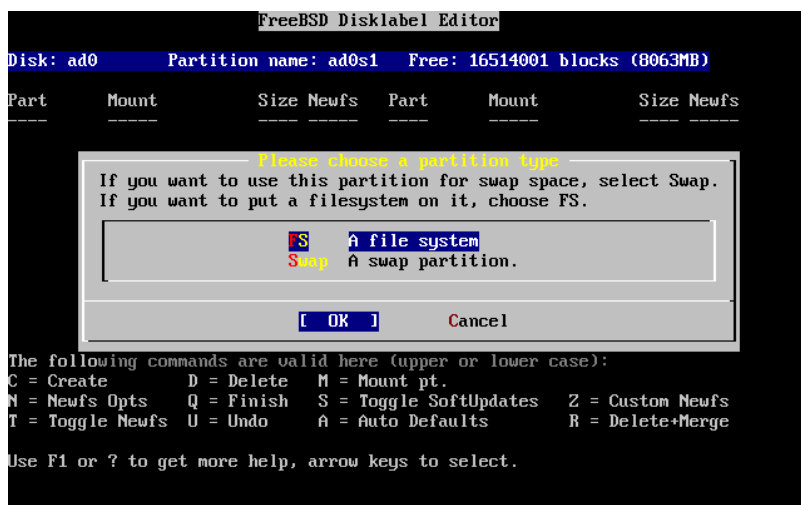 FreeBSD Disklabel Editor
Disk: ad0 Partition name: ad0s1 Free: 16514001 blocks (8063MB)
Part Mount Size Newfs Part Mount Size Newfs
---- ----- ---- ----- ---- ----- ---- -----
Please choose a partition type
If you want to use this partition for swap space, select Swap.
If you want to put a filesystem on it, choose FS.
FS A file system
Swap A swap partition.
[ OK ] Cancel
The following commands are valid here (upper or lower case):
C = Create D = Delete M = Mount pt.
N = Newfs Opts Q = Finish S = Toggle SoftUpdates Z = Custom Newfs
T = Toggle Newfs U = Undo A = Auto Defaults R = Delete+Merge
Use F1 or ? to get more help, arrow keys to select.